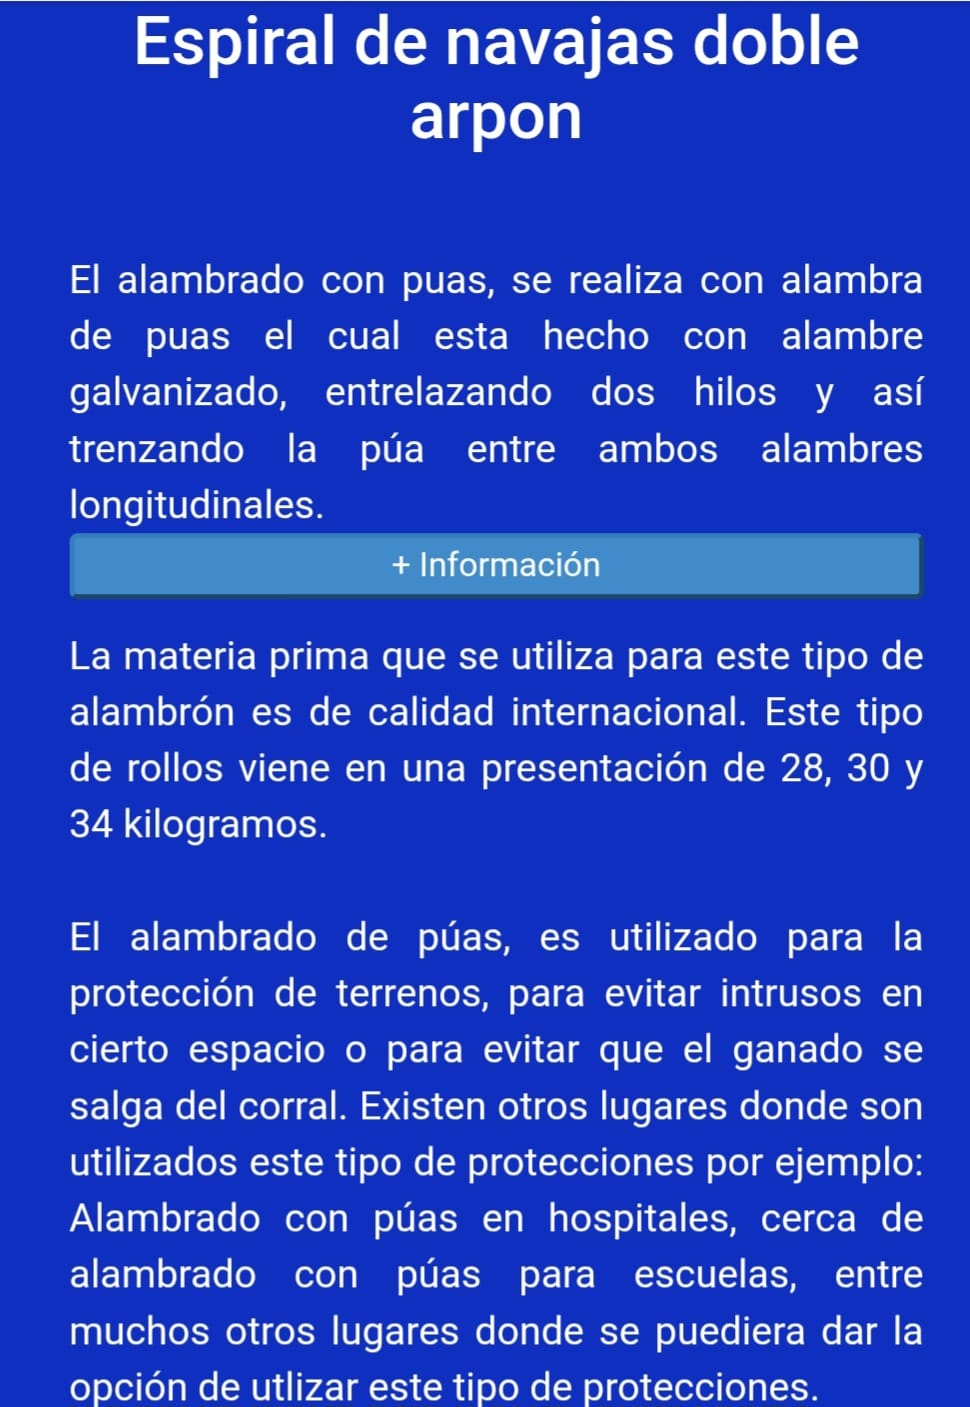 Espiral de navajas doble
arpon
El alambrado con puas, se realiza con alambra
de puas el cual esta hecho con alambre
galvanizado, entrelazando dos hilos y así
trenzando la púa entre ambos alambres
longitudinales.
+ Información
La materia prima que se utiliza para este tipo de
alambrón es de calidad internacional. Este tipo
de rollos viene en una presentación de 28, 30 y
34 kilogramos.
El alambrado de púas, es utilizado para la
protección de terrenos, para evitar intrusos en
cierto espacio o para evitar que el ganado se
salga del corral. Existen otros lugares donde son
utilizados este tipo de protecciones por ejemplo:
Alambrado con púas en hospitales, cerca de
alambrado con púas para escuelas, entre
muchos otros lugares donde se puediera dar la
opción de utlizar este tipo de protecciones.